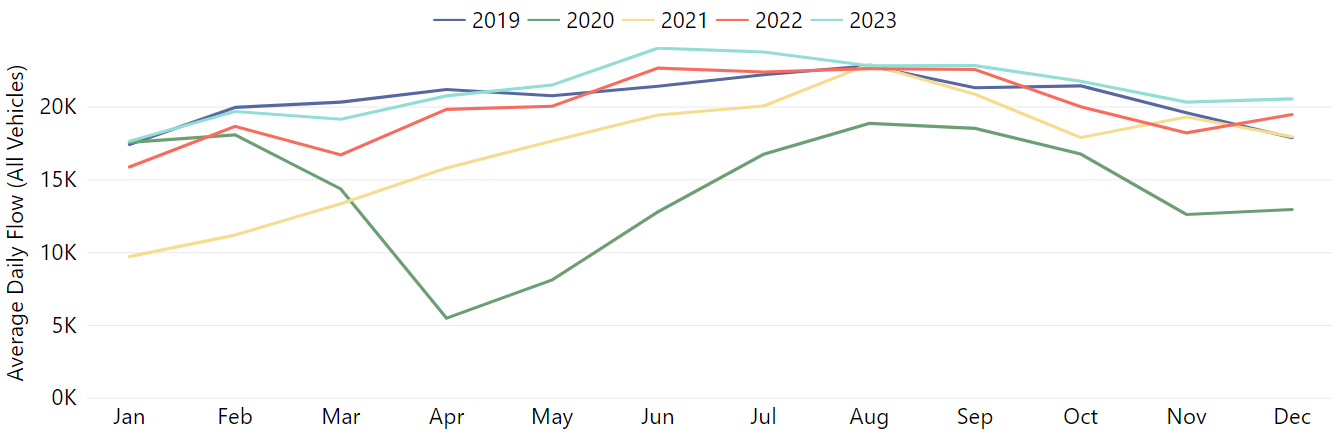 2019 2020 2021 2022 2023
Average Daily Flow (All Vehicles)
20K
15K
10K
5K
0K
Jan Feb Mar Apr May Jun Jul Aug Sep Oct Nov Dec